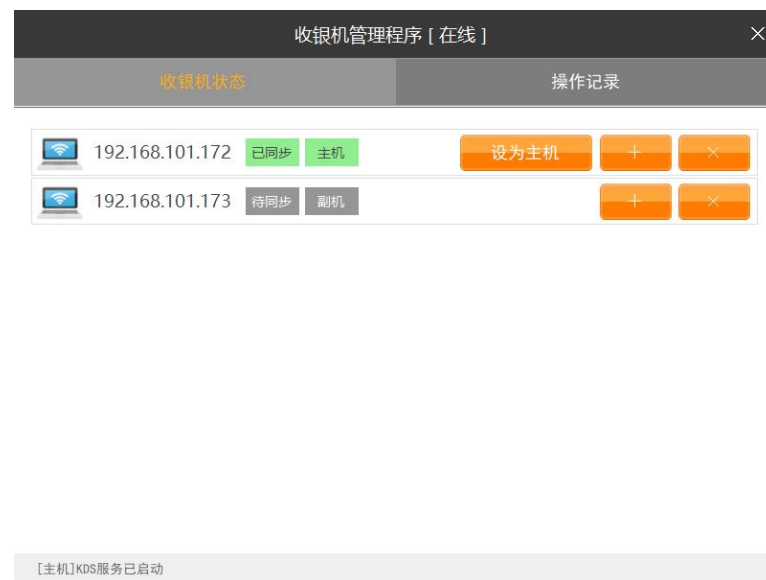 收银机管理程序 [ 在线 ] ×
收银机状态 操作记录
192.168.101.172 已同步 主机 设为主机 + ×
192.168.101.173 待同步 副机 + ×
[主机]KDS服务已启动